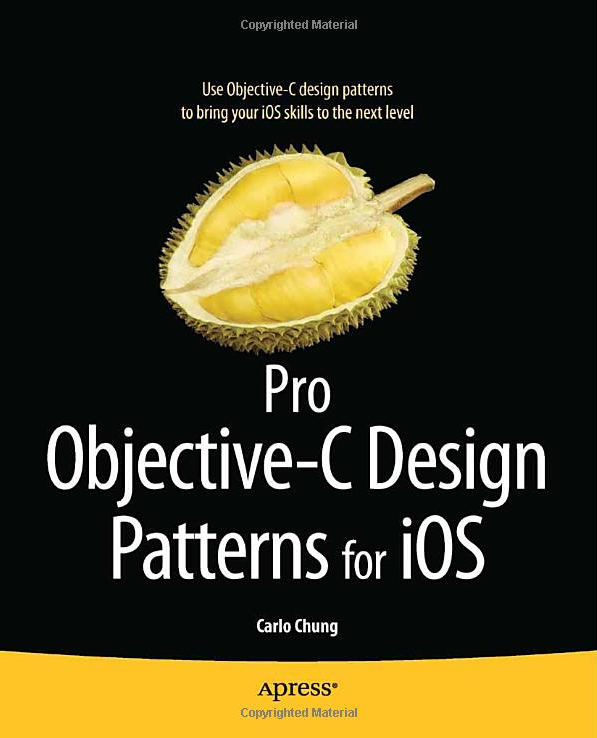 Copyrighted Material
Use Objective-C design patterns
to bring your iOS skills to the next level
Pro
Objective-C Design
Patterns for iOS
Carlo Chung
Apress®
Copyrighted Material